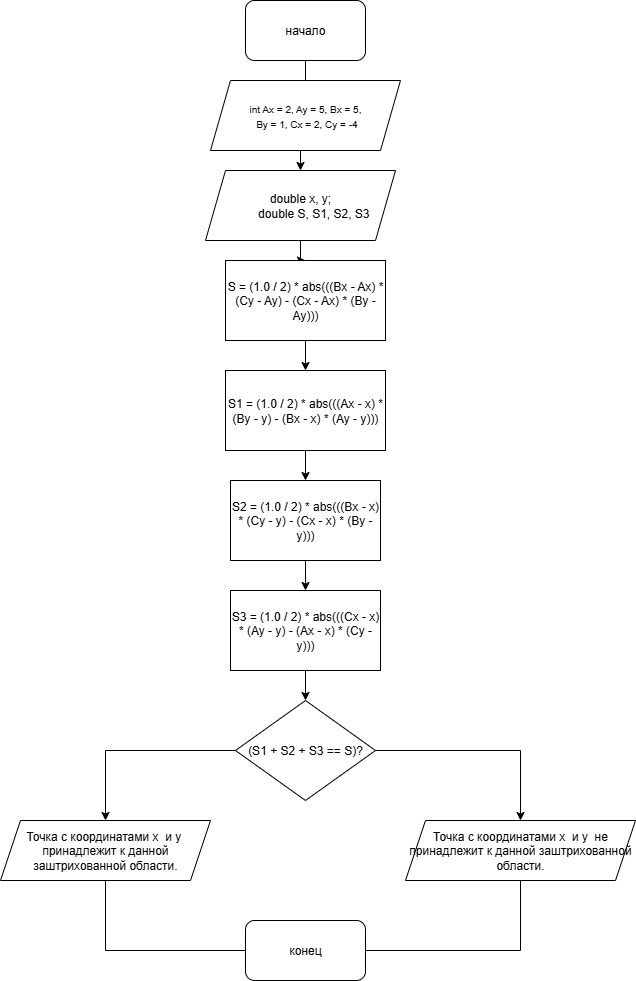 начало
int Ax = 2, Ay = 5, Bx = 5,
By = 1, Cx = 2, Cy = -4
double x, y;
double S, S1, S2, S3
S = (1.0 / 2) * abs(((Bx - Ax) *
(Cy - Ay) - (Cx - Ax) * (By -
Ay)))
S1 = (1.0 / 2) * abs(((Ax - x) *
(By - y) - (Bx - x) * (Ay - y)))
S2 = (1.0 / 2) * abs(((Bx - x)
* (Cy - y) - (Cx - x) * (By -
y)))
S3 = (1.0 / 2) * abs(((Cx - x)
* (Ay - y) - (Ax - x) * (Cy -
y)))
(S1 + S2 + S3 == S)?
Точка с координатами x и y
принадлежит к данной
заштрихованной области.
Точка с координатами x и y не
принадлежит к данной заштрихованной
области.
конец